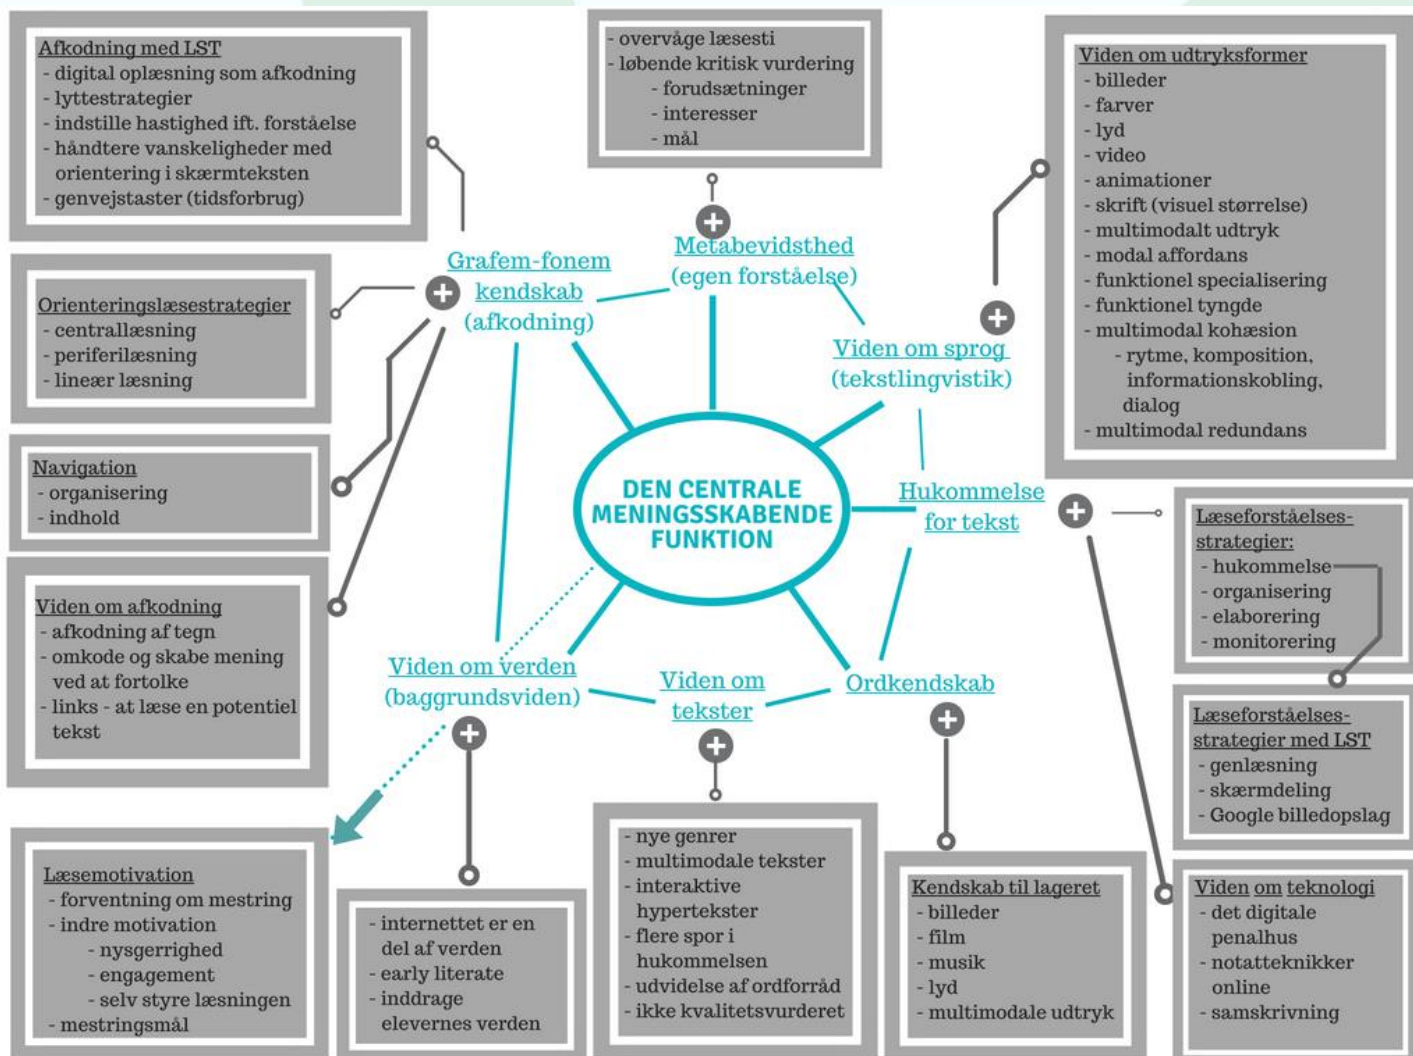 Afkodning med LST
- digital oplæsning som afkodning
- lyttestrategier
- indstille hastighed ift. forståelse
- håndtere vanskeligheder med
orientering i skærmteksten
- genvejstaster (tidsforbrug)
- overvåge læsesti
- løbende kritisk vurdering
- forudsætninger
- interesser
- mål
Viden om udtryksformer
- billeder
- farver
- lyd
- video
- animationer
- skrift (visuel størrelse)
- multimodalt udtryk
- modal affordans
- funktionel specialisering
- funktionel tyngde
- multimodal kohæsion
- rytme, komposition,
informationskobling,
dialog
- multimodal redundans
Orienteringslæsestrategier
- centrallæsning
- periferilæsning
- lineær læsning
Grafem-fonem
kendskab
(afkodning)
Metabevidsthed
(egen forståelse)
Viden om sprog
(tekstlingvistik)
Navigation
- organisering
- indhold
DEN CENTRALE
MENINGSSKABENDE
FUNKTION
Hukommelse
for tekst
Læseforståelses-
strategier:
- hukommelse
- organisering
- elaborering
- monitorering
Viden om afkodning
- afkodning af tegn
- omkode og skabe mening
ved at fortolke
- links - at læse en potentiel
tekst
Viden om verden
(baggrundsviden)
Viden om
tekster
Ordkendskab
Læseforståelses-
strategier med LST
- genlæsning
- skærmdeling
- Google billedopslag
Læsemotivation
- forventning om mestring
- indre motivation
- nysgerrighed
- engagement
- selv styre læsningen
- mestringsmål
- internettet er en
del af verden
- early literate
- inddrage
elevernes verden
- nye genrer
- multimodale tekster
- interaktive
hypertekster
- flere spor i
hukommelsen
- udvidelse af ordforråd
- ikke kvalitetsvurderet
Kendskab til lageret
- billeder
- film
- musik
- lyd
- multimodale udtryk
Viden om teknologi
- det digitale
penalhus
- notatteknikker
online
- samskrivning